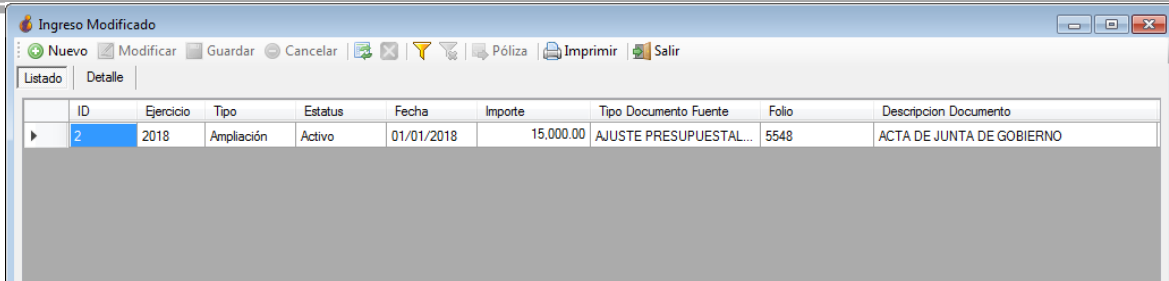 Ingreso Modificado
Nuevo Modificar Guardar Cancelar Póliza Imprimir Salir
Listado Detalle
ID Ejercicio Tipo Estatus Fecha Importe Tipo Documento Fuente Folio Descripcion Documento
2 2018 Ampliación Activo 01/01/2018 15,000.00 AJUSTE PRESUPUESTAL... 5548 ACTA DE JUNTA DE GOBIERNO